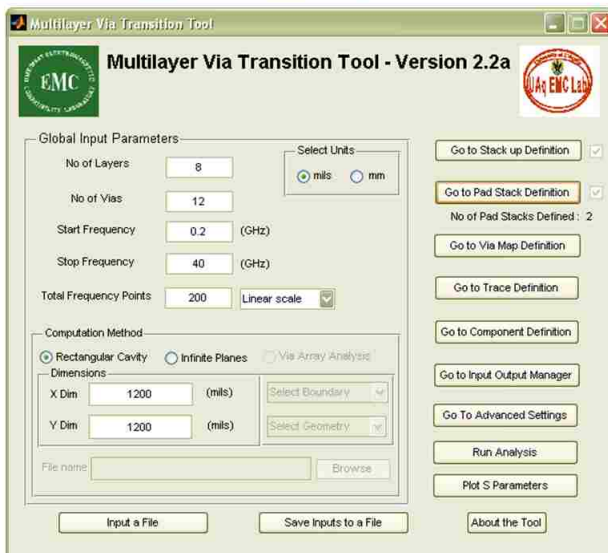 Multilayer Via Transition Tool
EMC
Multilayer Via Transition Tool - Version 2.2a
UAq EMC Lab
Global Input Parameters
No of Layers 8
Select Units
mils mm
No of Vias 12
Start Frequency 0.2 (GHz)
Stop Frequency 40 (GHz)
Total Frequency Points 200 Linear scale
Computation Method
Rectangular Cavity Infinite Planes Via Array Analysis
Dimensions
X Dim 1200 (mils) Select Boundary
Y Dim 1200 (mils) Select Geometry
File name Browse
Input a File Save Inputs to a File
Go to Stack up Definition
Go to Pad Stack Definition
No of Pad Stacks Defined : 2
Go to Via Map Definition
Go to Trace Definition
Go to Component Definition
Go to Input Output Manager
Go To Advanced Settings
Run Analysis
Plot S Parameters
About the Tool